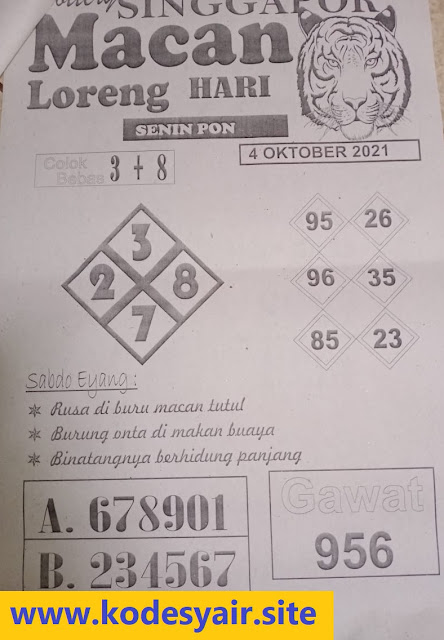 SINGGAPOR
Macan
Loreng HARI
SENIN PON
4 OKTOBER 2021
Colok Bebas 3 + 8
3
2 8
7
95 26
96 35
85 23
Sabdo Eyang :
✯ Rusa di buru macan tutul
✯ Burung onta di makan buaya
✯ Binatangnya berhidung panjang
A. 678901
B. 234567
Gawat
956
www.kodesyair.site